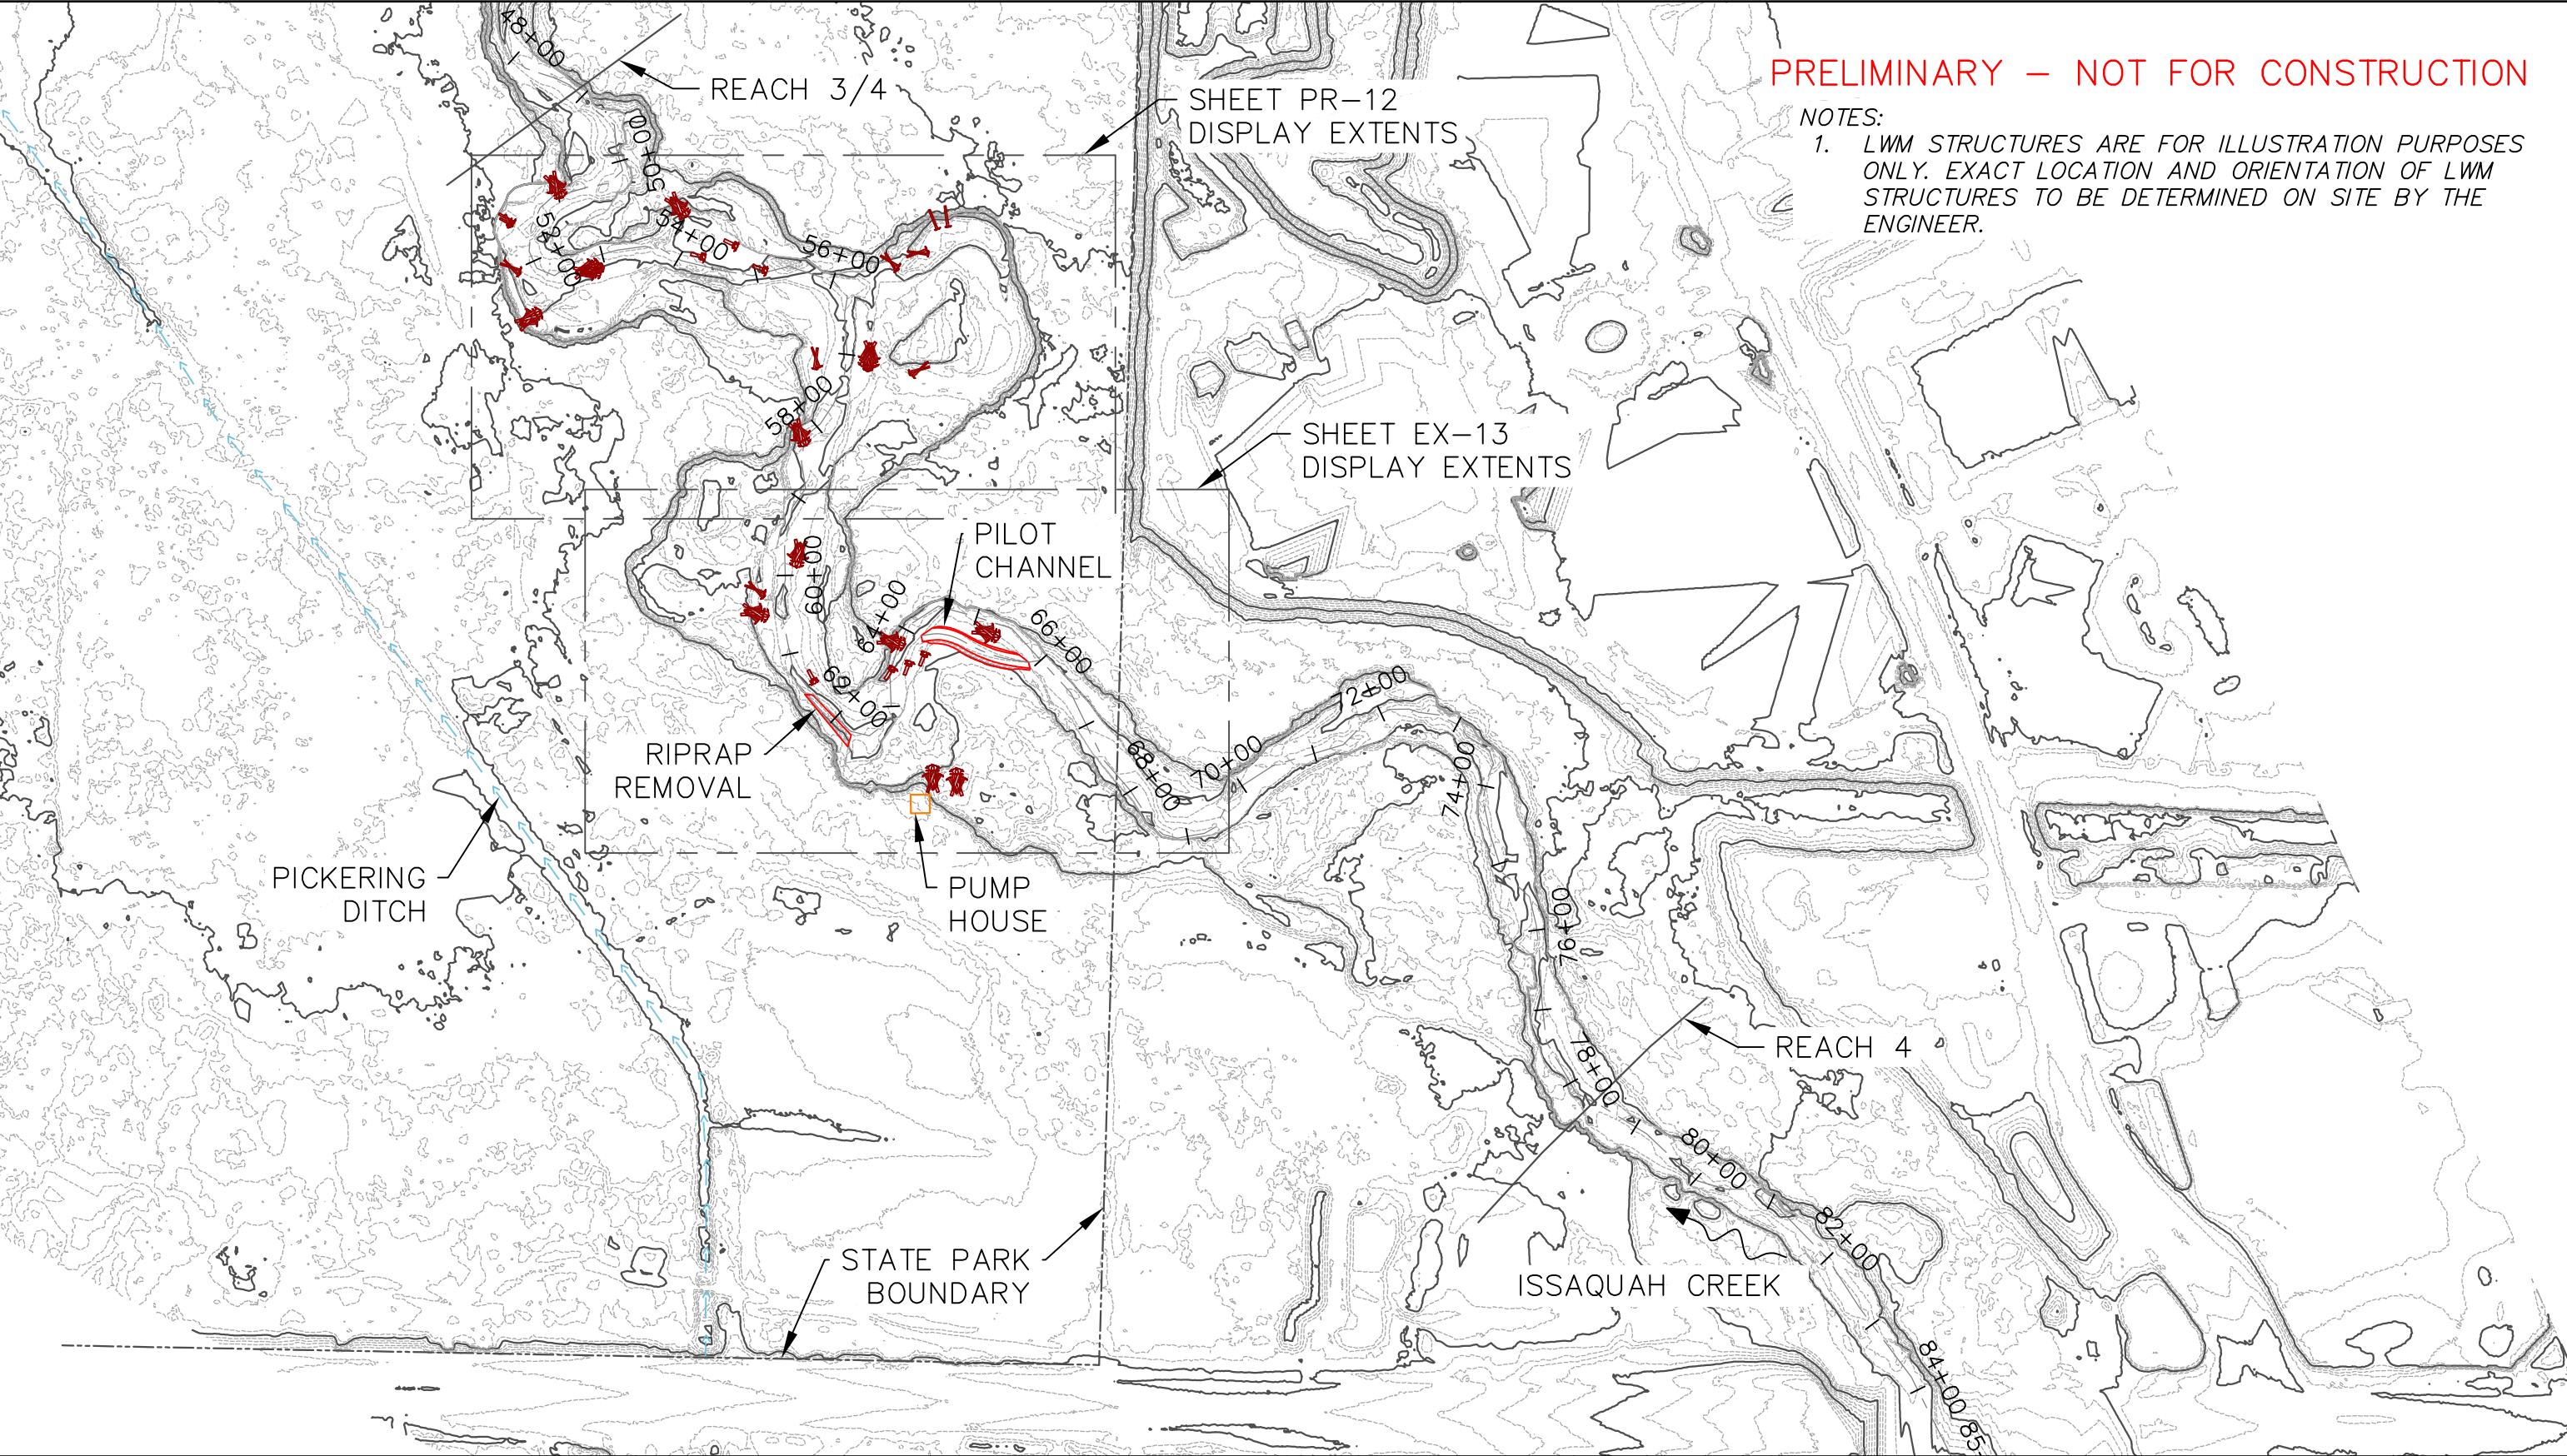 48+00
REACH 3/4
SHEET PR-12
DISPLAY EXTENTS
PRELIMINARY - NOT FOR CONSTRUCTION
NOTES:
1. LWM STRUCTURES ARE FOR ILLUSTRATION PURPOSES
ONLY. EXACT LOCATION AND ORIENTATION OF LWM
STRUCTURES TO BE DETERMINED ON SITE BY THE
ENGINEER.
50+00
52+00
54+00
56+00
58+00
SHEET EX-13
DISPLAY EXTENTS
PILOT
CHANNEL
60+00
64+00
66+00
62+00
72+00
RIPRAP
REMOVAL
68+00
70+00
74+00
PICKERING
DITCH
PUMP
HOUSE
76+00
78+00
REACH 4
80+00
82+00
STATE PARK
BOUNDARY
ISSAQUAH CREEK
84+00
85